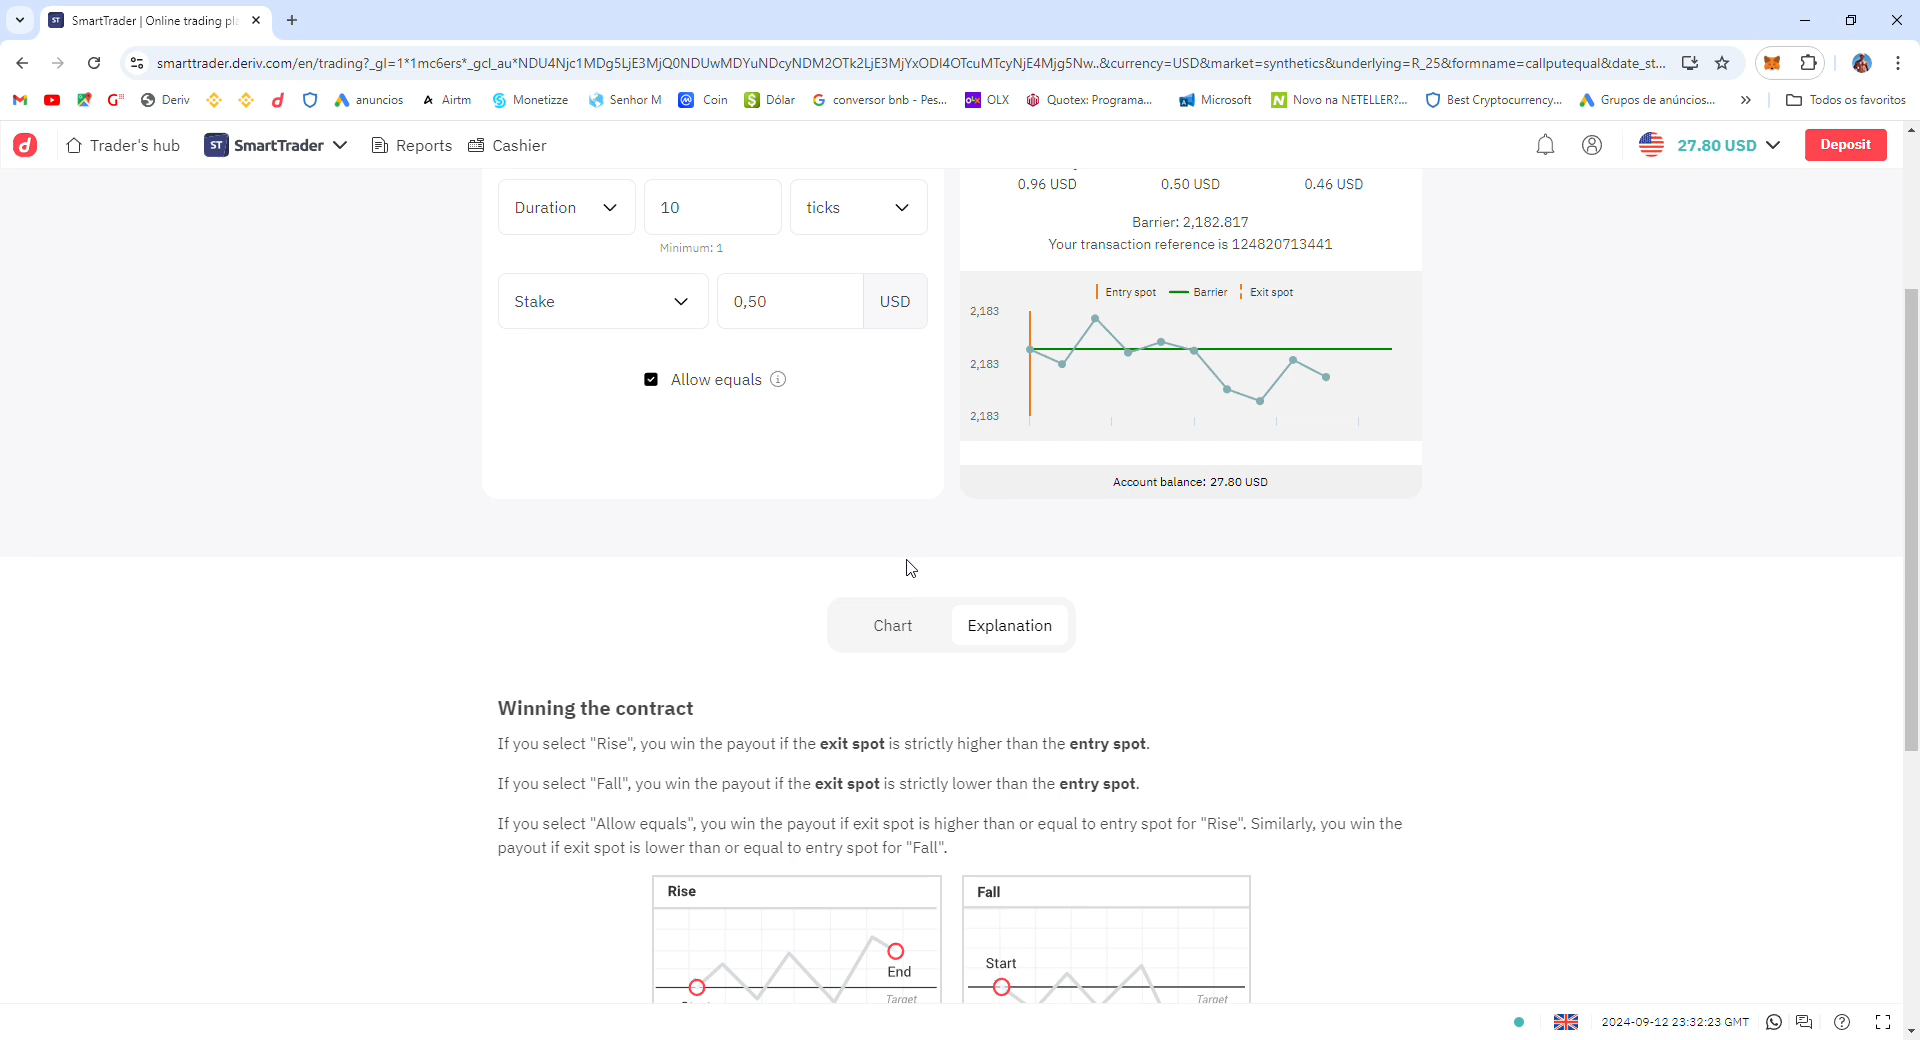 ST SmartTrader | Online trading pla
smarttrader.deriv.com/en/trading?_gl=1*1mc6ers*_gcl_au*NDU4Njc1MDg5LjE3MjQ0NDUwMDYuNDcyNDM2OTk2LjE3MjYxODI4OTcuMTcyNjE4Mjg5Nw..&currency=USD&market=synthetics&underlying=R_25&formname=callputequal&date_st...
Deriv anuncios Airtm Monetizze Senhor M Coin Dólar conversor bnb - Pes... OLX Quotex: Programa... Microsoft Novo na NETELLER?... Best Cryptocurrency... Grupos de anúncios... » Todos os favoritos
Trader's hub ST SmartTrader Reports Cashier 27.80 USD Deposit
0.96 USD 0.50 USD 0.46 USD
Duration 10 ticks
Barrier: 2,182.817
Minimum: 1
Your transaction reference is 124820713441
Stake 0,50 USD
Entry spot Barrier Exit spot
2,183
2,183
2,183
Allow equals
Account balance: 27.80 USD
Chart Explanation
Winning the contract
If you select "Rise", you win the payout if the exit spot is strictly higher than the entry spot.
If you select "Fall", you win the payout if the exit spot is strictly lower than the entry spot.
If you select "Allow equals", you win the payout if exit spot is higher than or equal to entry spot for "Rise". Similarly, you win the
payout if exit spot is lower than or equal to entry spot for "Fall".
Rise Fall
End
Start
Target Target
2024-09-12 23:32:23 GMT